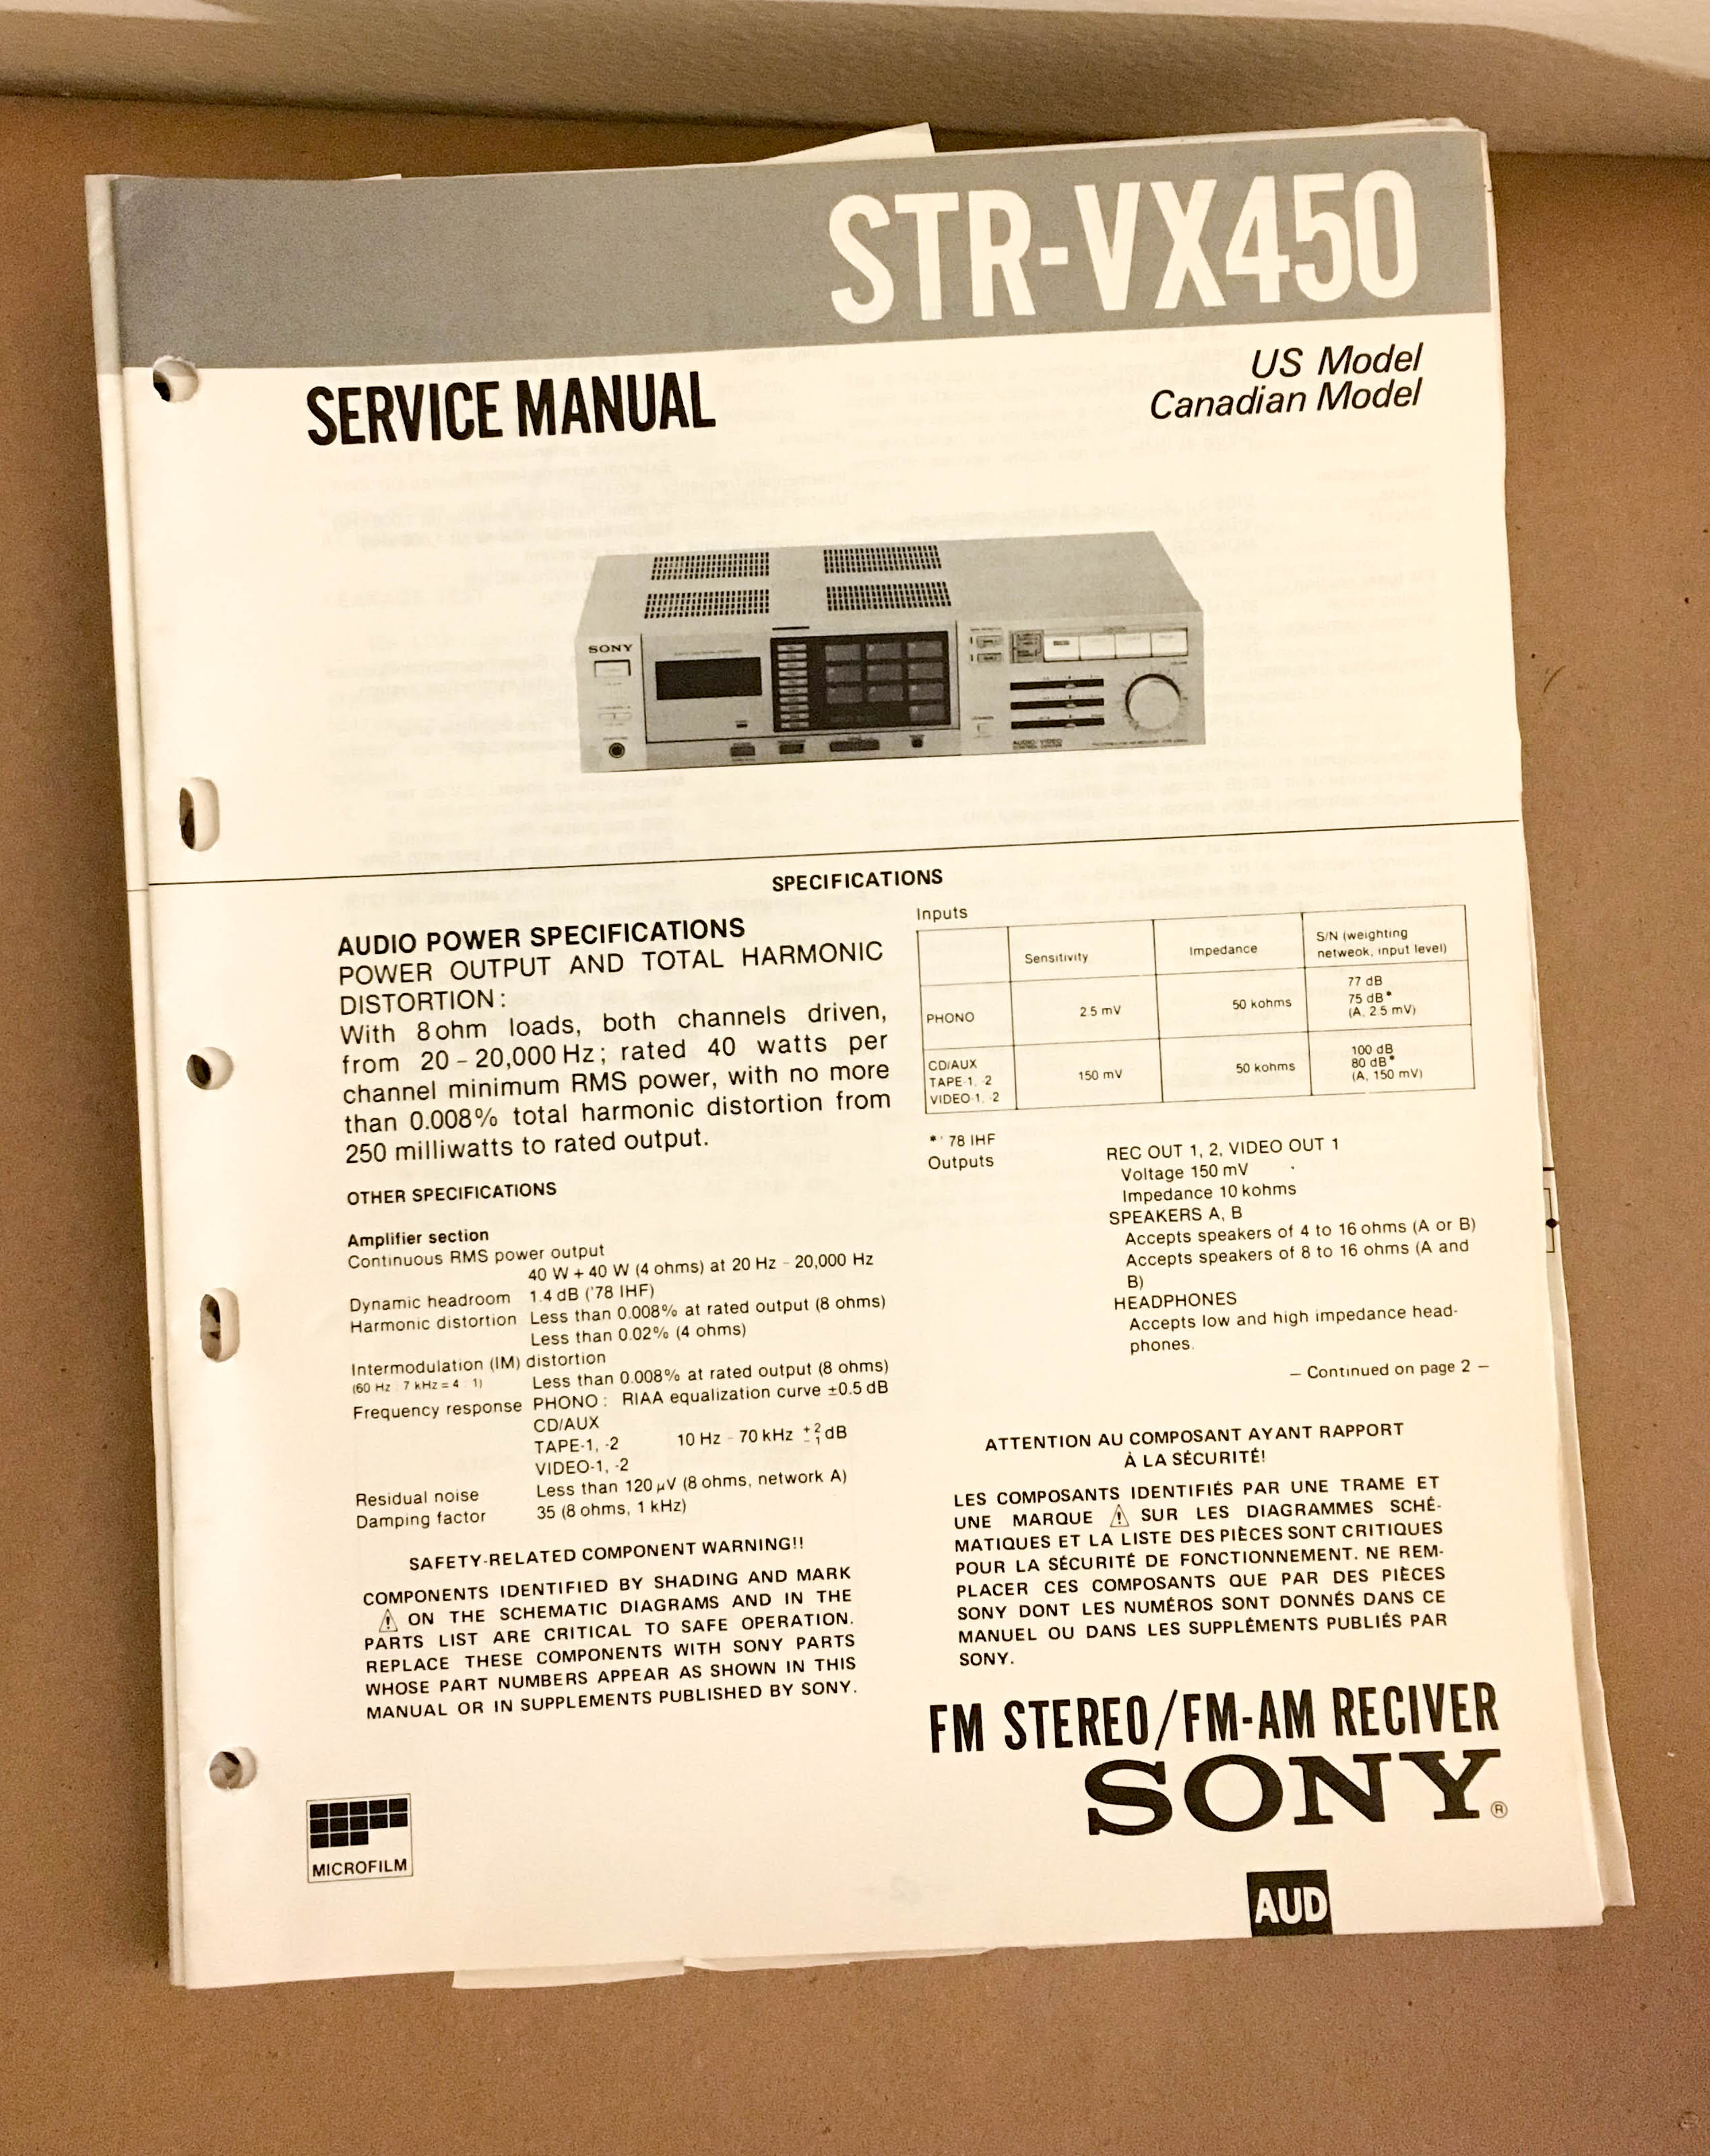 STR-VX450
US Model
Canadian Model
SERVICE MANUAL
SONY
SPECIFICATIONS
AUDIO POWER SPECIFICATIONS
POWER OUTPUT AND TOTAL HARMONIC
DISTORTION:
With 8 ohm loads, both channels driven,
from 20 – 20,000 Hz; rated 40 watts per
channel minimum RMS power, with no more
than 0.008% total harmonic distortion from
250 milliwatts to rated output.
OTHER SPECIFICATIONS
Amplifier section
Continuous RMS power output
40 W + 40 W (4 ohms) at 20 Hz – 20,000 Hz
Dynamic headroom 1.4 dB ('78 IHF)
Harmonic distortion Less than 0.008% at rated output (8 ohms)
Less than 0.02% (4 ohms)
Intermodulation (IM) distortion
(60 Hz : 7 kHz = 4 : 1) Less than 0.008% at rated output (8 ohms)
Frequency response PHONO: RIAA equalization curve ±0.5 dB
CD/AUX
TAPE-1, -2 10 Hz – 70 kHz +2 −1 dB
VIDEO-1, -2
Residual noise Less than 120 μV (8 ohms, network A)
Damping factor 35 (8 ohms, 1 kHz)
SAFETY-RELATED COMPONENT WARNING!!
COMPONENTS IDENTIFIED BY SHADING AND MARK
⚠ ON THE SCHEMATIC DIAGRAMS AND IN THE
PARTS LIST ARE CRITICAL TO SAFE OPERATION.
REPLACE THESE COMPONENTS WITH SONY PARTS
WHOSE PART NUMBERS APPEAR AS SHOWN IN THIS
MANUAL OR IN SUPPLEMENTS PUBLISHED BY SONY.
MICROFILM
Inputs
Sensitivity Impedance S/N (weighting
netweok, input level)
PHONO 2.5 mV 50 kohms 77 dB
75 dB*
(A, 2.5 mV)
CD/AUX
TAPE-1, -2
VIDEO-1, -2
150 mV 50 kohms 100 dB
80 dB*
(A, 150 mV)
* '78 IHF
Outputs REC OUT 1, 2, VIDEO OUT 1
Voltage 150 mV
Impedance 10 kohms
SPEAKERS A, B
Accepts speakers of 4 to 16 ohms (A or B)
Accepts speakers of 8 to 16 ohms (A and
B)
HEADPHONES
Accepts low and high impedance head-
phones.
– Continued on page 2 –
ATTENTION AU COMPOSANT AYANT RAPPORT
À LA SÉCURITÉ!
LES COMPOSANTS IDENTIFIÉS PAR UNE TRAME ET
UNE MARQUE ⚠ SUR LES DIAGRAMMES SCHÉ-
MATIQUES ET LA LISTE DES PIÈCES SONT CRITIQUES
POUR LA SÉCURITÉ DE FONCTIONNEMENT. NE REM-
PLACER CES COMPOSANTS QUE PAR DES PIÈCES
SONY DONT LES NUMÉROS SONT DONNÉS DANS CE
MANUEL OU DANS LES SUPPLÉMENTS PUBLIÉS PAR
SONY.
FM STEREO/FM-AM RECIVER
SONY®
AUD